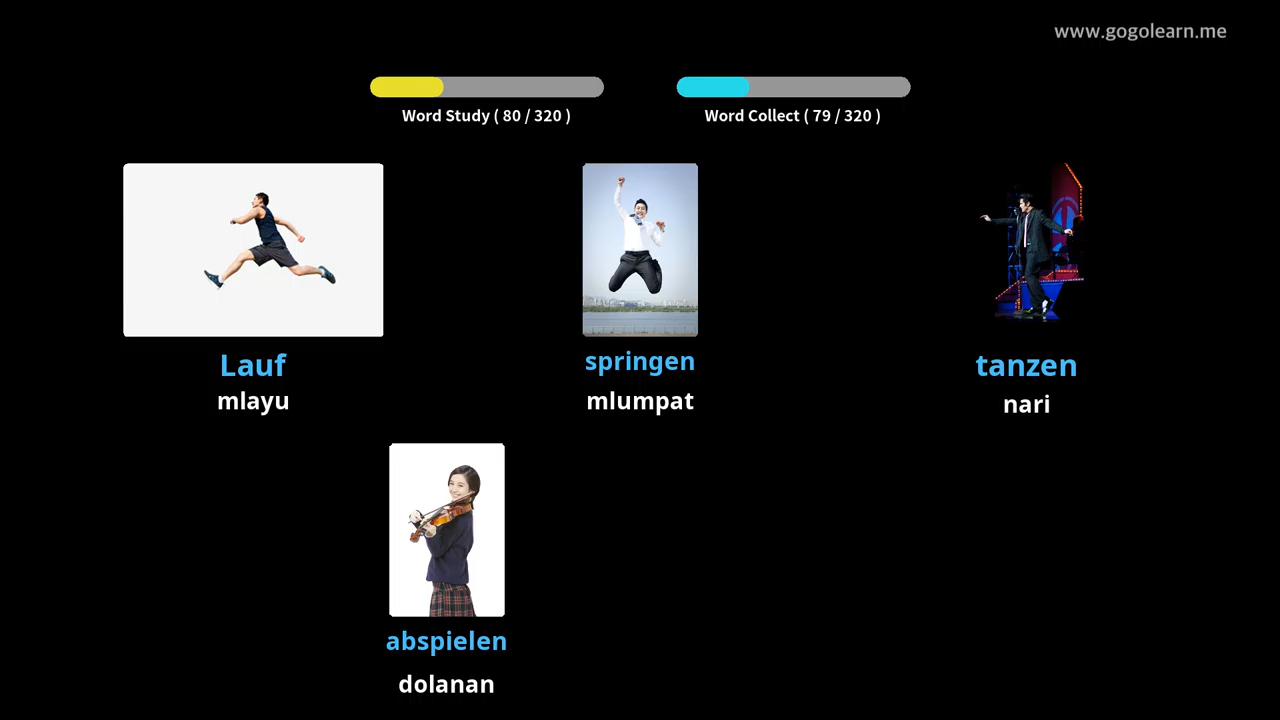 www.gogolearn.me
Word Study ( 80 / 320 )
Word Collect ( 79 / 320 )
Lauf
mlayu
springen
mlumpat
tanzen
nari
abspielen
dolanan